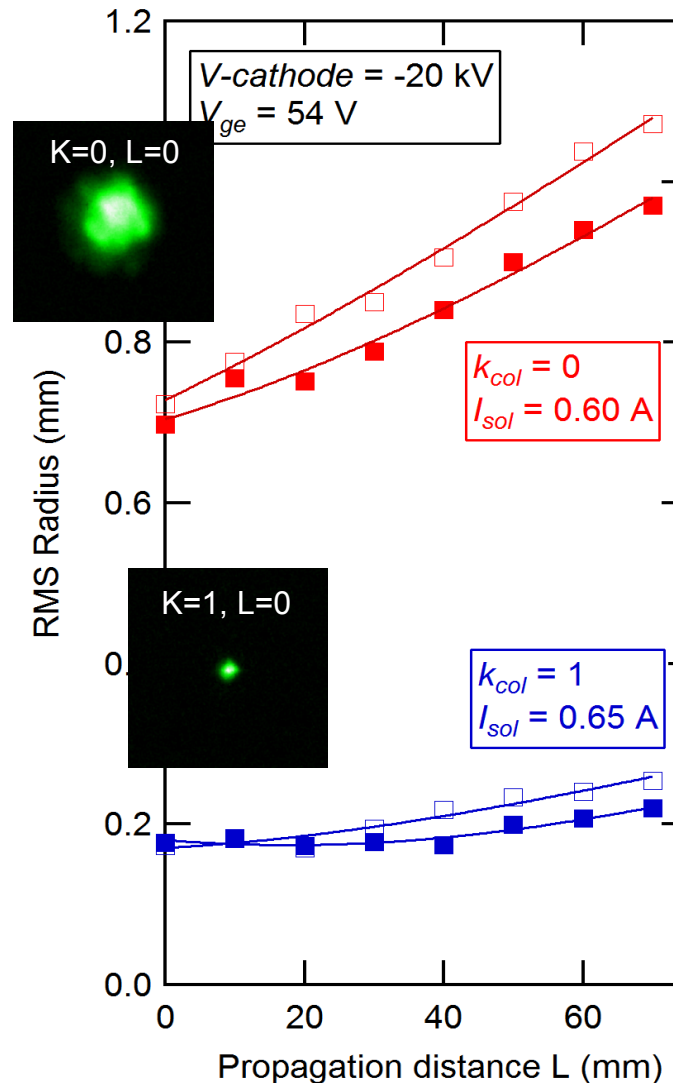 1.2
V-cathode = -20 kV
V_ge = 54 V
K=0, L=0
0.8
k_col = 0
I_sol = 0.60 A
RMS Radius (mm)
0.6
K=1, L=0
0.
k_col = 1
I_sol = 0.65 A
0.2
0.0
0 20 40 60
Propagation distance L (mm)